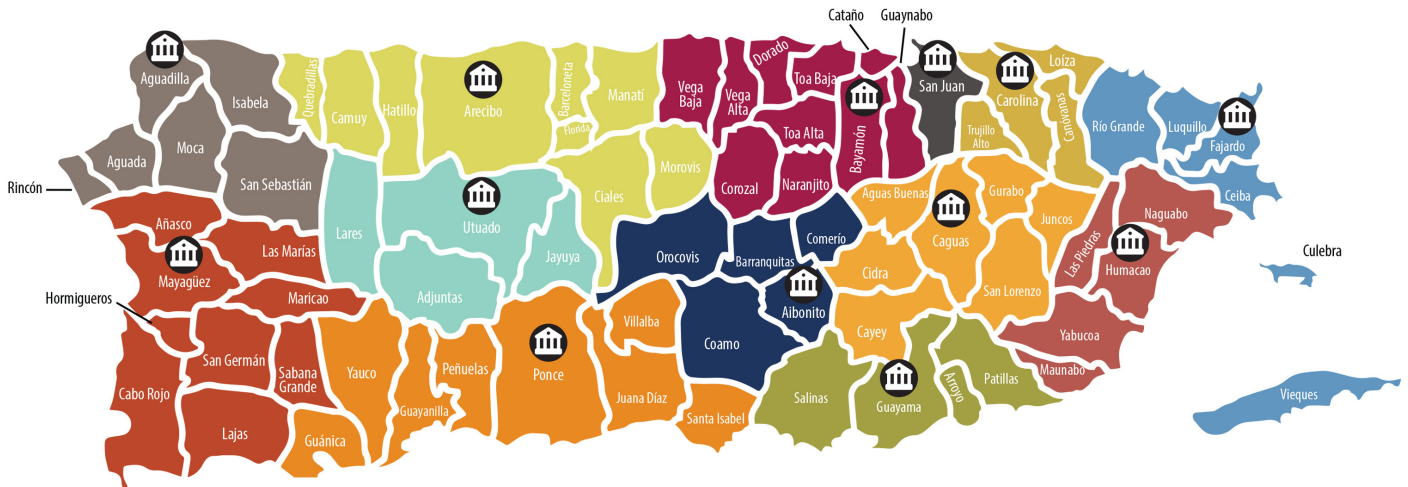 Cataño
Guaynabo
Aguadilla
Isabela
Quebradillas
Camuy
Hatillo
Arecibo
Barceloneta
Florida
Manatí
Vega
Baja
Vega
Alta
Dorado
Toa Baja
Toa Alta
Bayamón
San Juan
Carolina
Loíza
Trujillo
Alto
Canóvanas
Río Grande
Luquillo
Fajardo
Ceiba
Aguada
Moca
Rincón
San Sebastián
Ciales
Morovis
Corozal
Naranjito
Aguas Buenas
Gurabo
Juncos
Naguabo
Añasco
Las Marías
Lares
Utuado
Jayuya
Orocovis
Barranquitas
Comerío
Caguas
Las Piedras
Humacao
Culebra
Mayagüez
Hormigueros
Maricao
Adjuntas
Villalba
Aibonito
Cidra
San Lorenzo
Cayey
Yabucoa
Cabo Rojo
San Germán
Sabana
Grande
Yauco
Peñuelas
Ponce
Coamo
Maunabo
Guayanilla
Juana Díaz
Santa Isabel
Salinas
Guayama
Arroyo
Patillas
Vieques
Lajas
Guánica